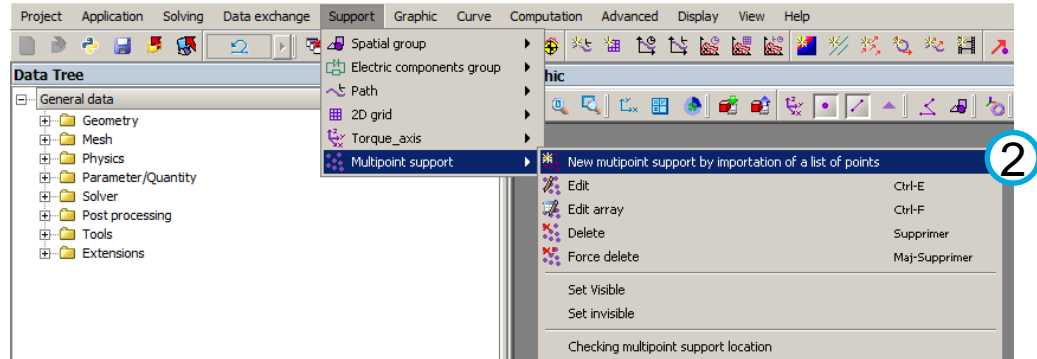 Project Application Solving Data exchange Support Graphic Curve Computation Advanced Display View Help
Spatial group
Data Tree
Electric components group
hic
General data
Path
Geometry
2D grid
Mesh
Torque_axis
Physics
Multipoint support
New mutipoint support by importation of a list of points
2
Parameter/Quantity
Edit Ctrl-E
Solver
Edit array Ctrl-F
Post processing
Delete Supprimer
Tools
Force delete Maj-Supprimer
Extensions
Set Visible
Set invisible
Checking multipoint support location